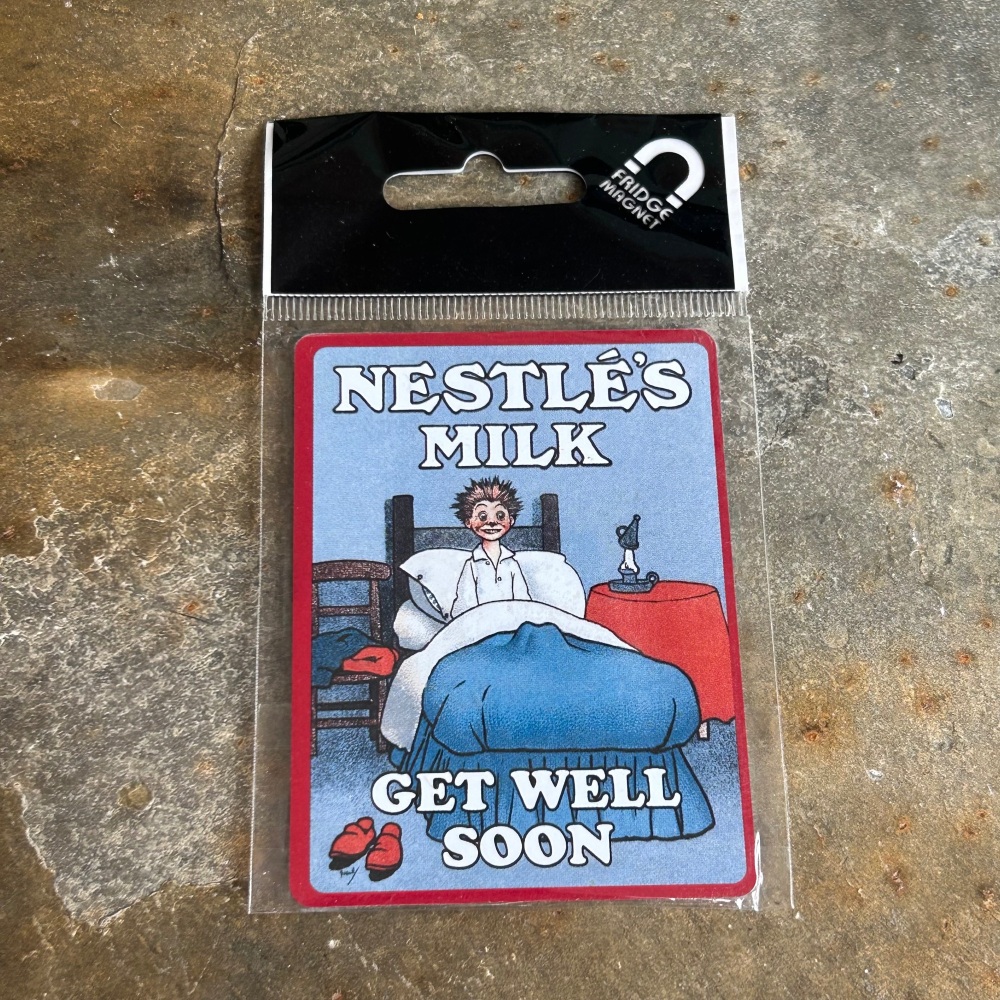 FRIDGE
MAGNET
NESTLÉ'S
MILK
GET WELL
SOON